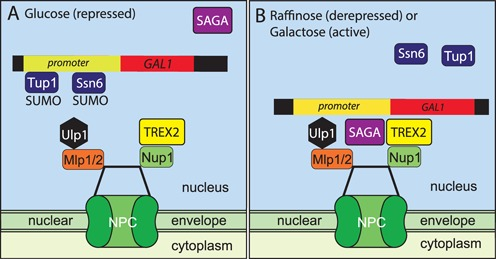 A Glucose (repressed)
SAGA
promoter GAL1
Tup1 Ssn6
SUMO SUMO
Ulp1 TREX2
Mlp1/2 Nup1
nucleus
nuclear NPC envelope
cytoplasm
B Raffinose (derepressed) or
Galactose (active)
Ssn6 Tup1
promoter GAL1
Ulp1 SAGA TREX2
Mlp1/2 Nup1
nucleus
nuclear NPC envelope
cytoplasm